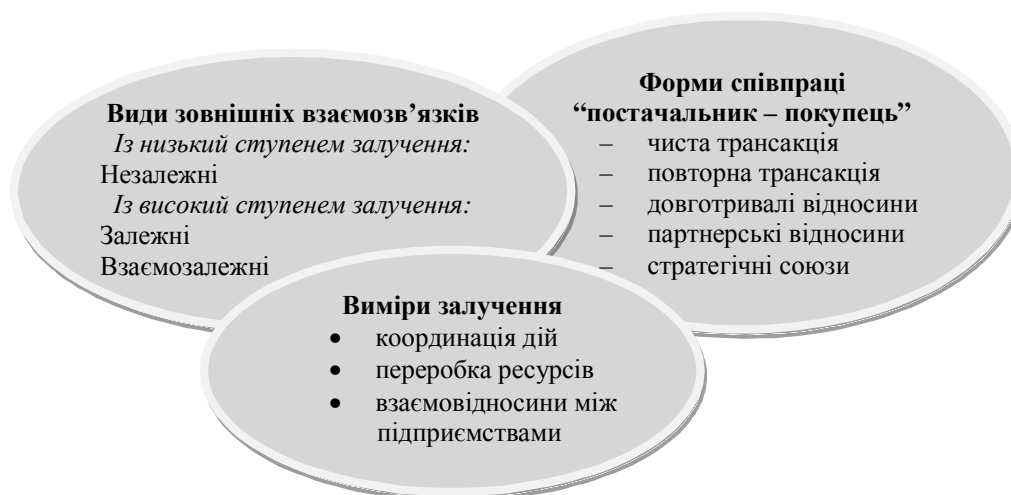 Види зовнішніх взаємозв’язків
Із низький ступенем залучення:
Незалежні
Із високий ступенем залучення:
Залежні
Взаємозалежні
Форми співпраці
“постачальник – покупець”
– чиста трансакція
– повторна трансакція
– довготривалі відносини
– партнерські відносини
– стратегічні союзи
Виміри залучення
• координація дій
• переробка ресурсів
• взаємовідносини між
підприємствами